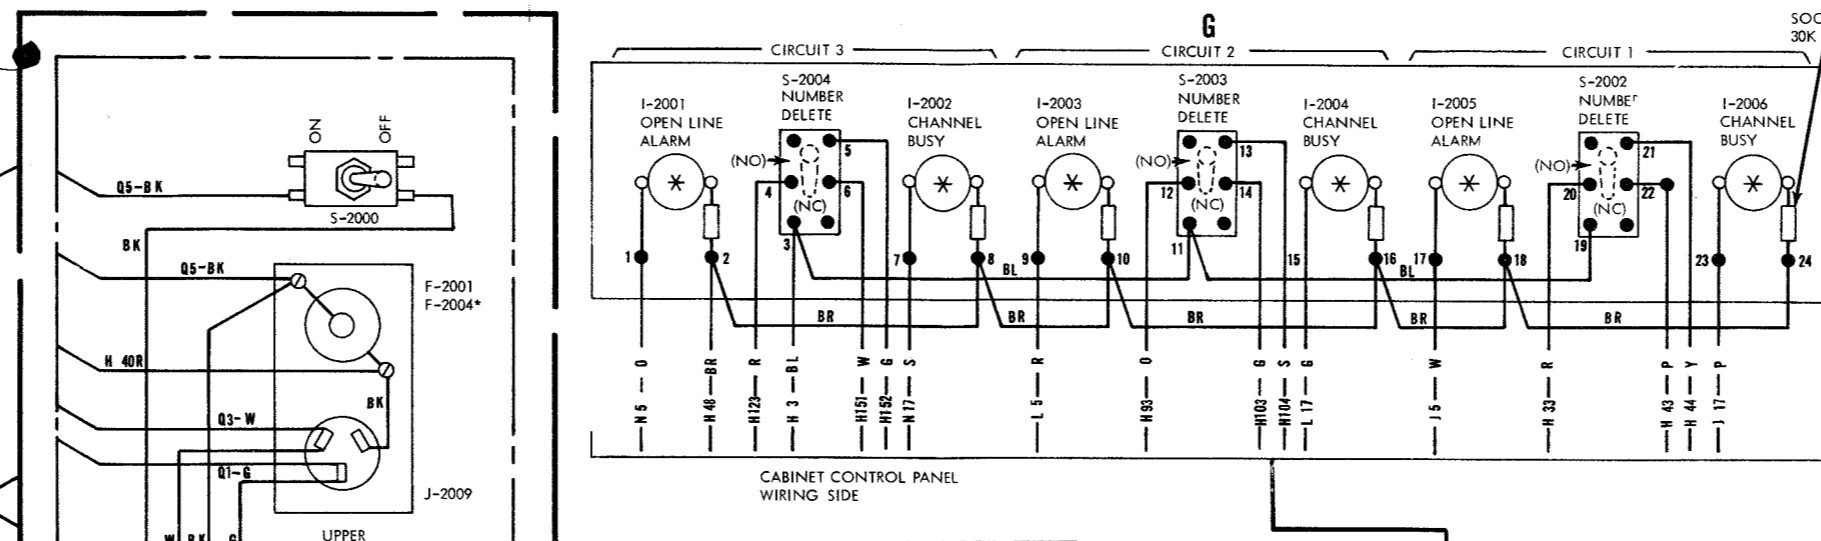 G
SOC
30K
CIRCUIT 3
CIRCUIT 2
CIRCUIT 1
I-2001
OPEN LINE
ALARM
S-2004
NUMBER
DELETE
I-2002
CHANNEL
BUSY
I-2003
OPEN LINE
ALARM
S-2003
NUMBER
DELETE
I-2004
CHANNEL
BUSY
I-2005
OPEN LINE
ALARM
S-2002
NUMBER
DELETE
I-2006
CHANNEL
BUSY
(NO)
(NC)
(NO)
(NC)
(NO)
(NC)
1
2
3
4
5
6
7
8
9
10
11
12
13
14
15
16
17
18
19
20
21
22
23
24
BL
BL
BR
BR
BR
BR
BR
N 5 O
H 48 BR
H123 R
H 3 BL
H151 W
H152 G
N 17 S
L 5 R
H 93 O
H103 G
H104 S
L 17 G
J 5 W
H 33 R
H 43 P
H 44 Y
J 17 P
CABINET CONTROL PANEL
WIRING SIDE
ON
OFF
Q5-BK
S-2000
BK
Q5-BK
F-2001
F-2004*
H 40R
BK
Q3-W
Q1-G
J-2009
W
BK
G
UPPER